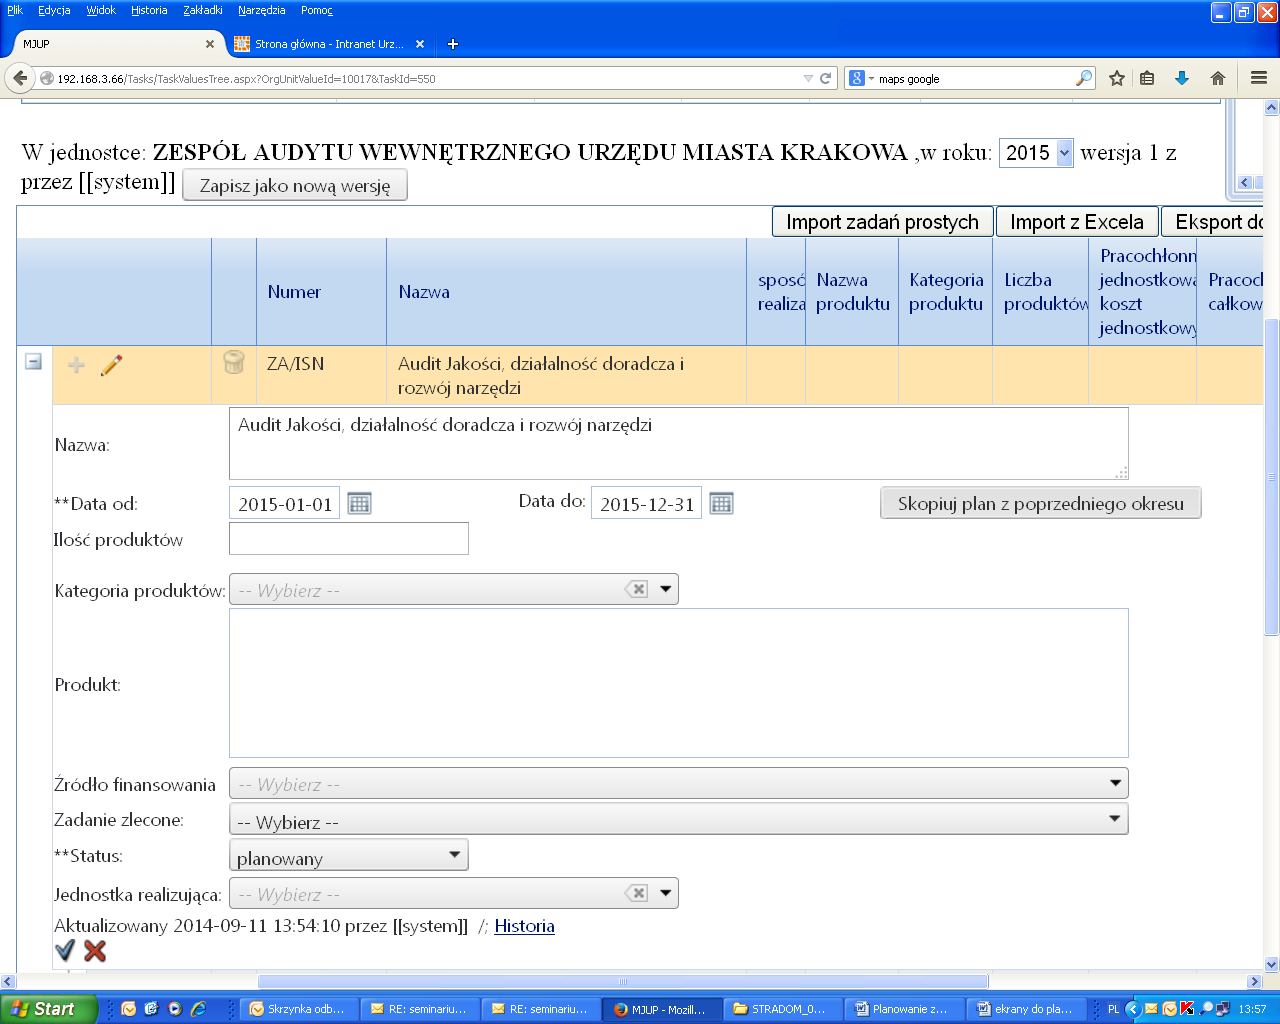 Plik Edycja Widok Historia Zakładki Narzędzia Pomoc
MJUP Strona główna - Intranet Urz...
192.168.3.66/Tasks/TaskValuesTree.aspx?OrgUnitValueId=10017&TaskId=550 maps google
W jednostce: ZESPÓŁ AUDYTU WEWNĘTRZNEGO URZĘDU MIASTA KRAKOWA ,w roku: 2015 wersja 1 z
przez [[system]] Zapisz jako nową wersję
Import zadań prostych Import z Excela Eksport do
Numer Nazwa sposó realiza Nazwa produktu Kategoria produktu Liczba produktów Pracochłonn jednostkowa koszt jednostkowy Pracoch całkow
ZA/ISN Audit Jakości, działalność doradcza i
rozwój narzędzi
Nazwa: Audit Jakości, działalność doradcza i rozwój narzędzi
**Data od: 2015-01-01 Data do: 2015-12-31 Skopiuj plan z poprzedniego okresu
Ilość produktów
Kategoria produktów: -- Wybierz --
Produkt:
Źródło finansowania -- Wybierz --
Zadanie zlecone: -- Wybierz --
**Status: planowany
Jednostka realizująca: -- Wybierz --
Aktualizowany 2014-09-11 13:54:10 przez [[system]] /; Historia
Start Skrzynka odb... RE: seminariu... RE: seminariu... MJUP - Mozill... STRADOM_0... Planowanie z... ekrany do pla... PL 13:57